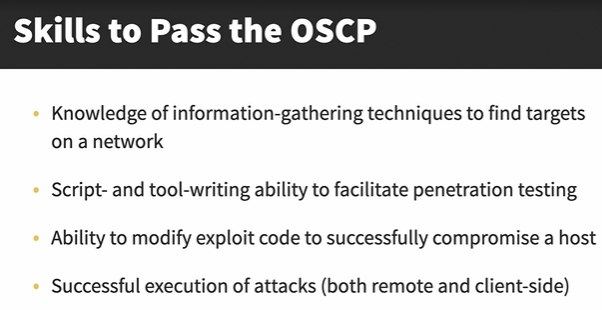 Skills to Pass the OSCP
• Knowledge of information-gathering techniques to find targets
on a network
• Script- and tool-writing ability to facilitate penetration testing
• Ability to modify exploit code to successfully compromise a host
• Successful execution of attacks (both remote and client-side)